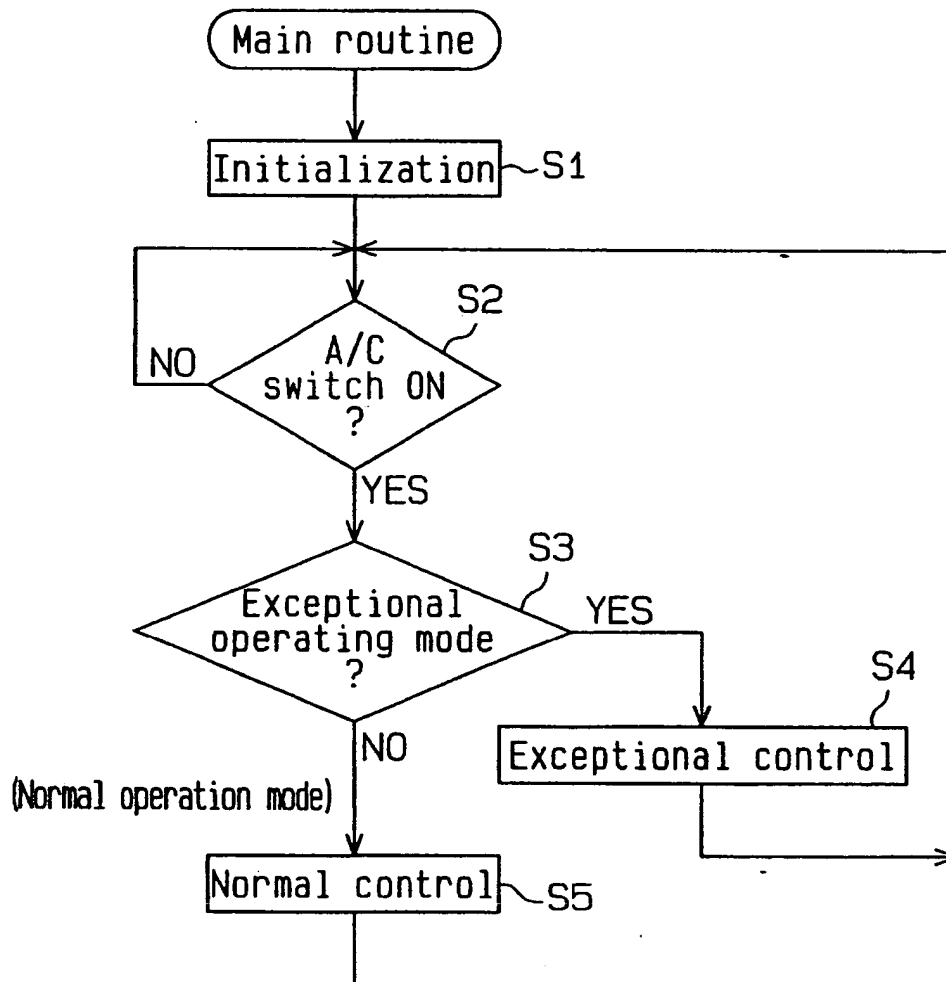 Main routine
Initialization
S1
S2
A/C
switch ON
?
NO
YES
S3
Exceptional
operating mode
?
YES
S4
NO
Exceptional control
(Normal operation mode)
Normal control
S5